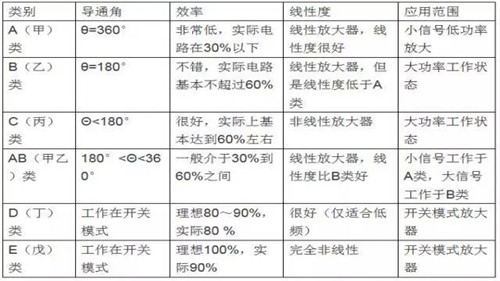 类别
导通角
效率
线性度
应用范围
A（甲）
类
θ=360°
非常低，实际电
路在30%以下
线性放大器，线
性度很好
小信号低功率
放大
B（乙）
类
θ=180°
不错，实际电路
基本不超过60%
线性放大器，但
是线性度低于A
类
大功率工作状
态
C（丙）
类
Θ<180°
很好，实际上基
本达到60%左右
非线性放大器
大功率工作状
态
AB（甲乙
）类
180° <Θ<36
0°
一般介于30%到
60%之间
线性放大器，线
性度比B类好
小信号工作于
A类，大信号
工作于B类
D（丁）
类
工作在开关
模式
理想80～90%，
实际80 %
很好（仅适合低
频）
开关模式放大
器
E（戊）
类
工作在开关
模式
理想100%，实
际90%
完全非线性
开关模式放大
器